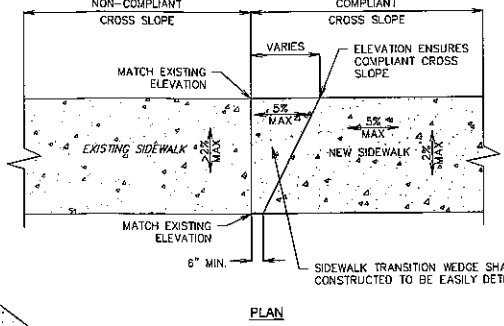 NON-COMPLIANT
CROSS SLOPE
COMPLIANT
CROSS SLOPE
VARIES
ELEVATION ENSURES
COMPLIANT CROSS
SLOPE
MATCH EXISTING
ELEVATION
5%
MAX
5%
MAX
EXISTING SIDEWALK
>2%
MAX
NEW SIDEWALK
2%
MAX
MATCH EXISTING
ELEVATION
6" MIN.
SIDEWALK TRANSITION WEDGE SHA
CONSTRUCTED TO BE EASILY DET
PLAN